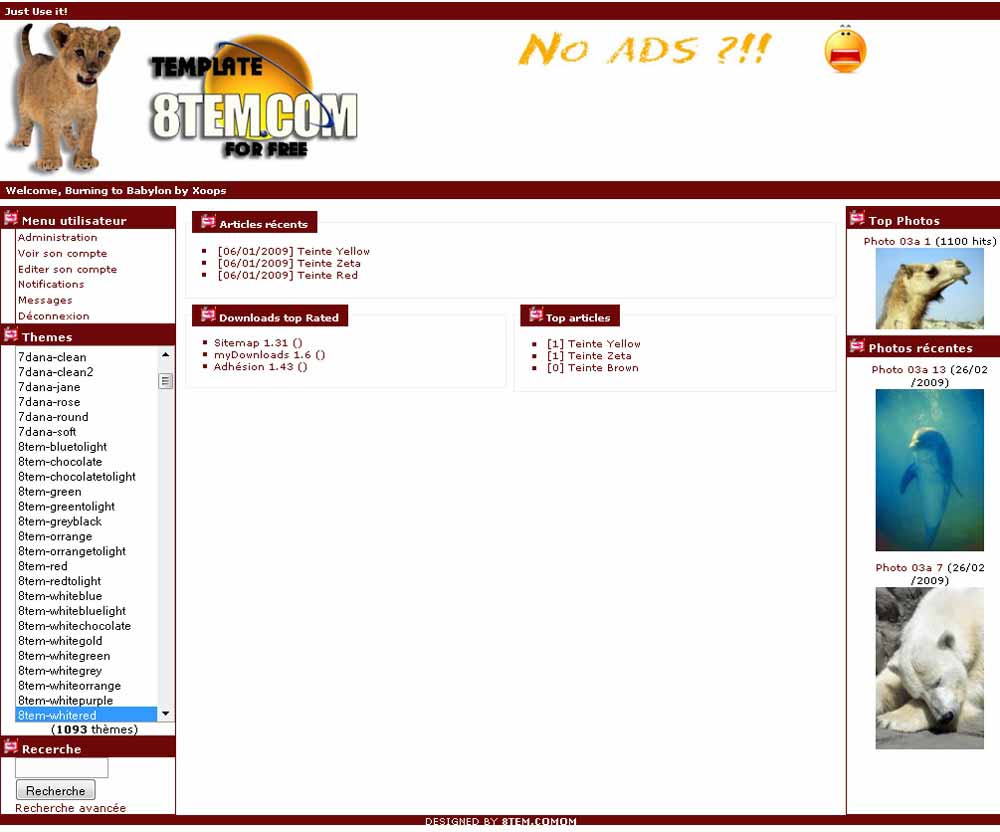 Just Use it!
TEMPLATE
8TEM.COM
FOR FREE
NO ADS ?!!
Welcome, Burning to Babylon by Xoops
Menu utilisateur
Administration
Voir son compte
Editer son compte
Notifications
Messages
Déconnexion
Themes
7dana-clean
7dana-clean2
7dana-jane
7dana-rose
7dana-round
7dana-soft
8tem-bluetolight
8tem-chocolate
8tem-chocolatetolight
8tem-green
8tem-greentolight
8tem-greyblack
8tem-orrange
8tem-orrangetolight
8tem-red
8tem-redtolight
8tem-whiteblue
8tem-whitebluelight
8tem-whitechocolate
8tem-whitegold
8tem-whitegreen
8tem-whitegrey
8tem-whiteorrange
8tem-whitepurple
8tem-whitered
(1093 thèmes)
Recerche
Recherche
Recherche avancée
Articles récents
[06/01/2009] Teinte Yellow
[06/01/2009] Teinte Zeta
[06/01/2009] Teinte Red
Downloads top Rated
Sitemap 1.31 ()
myDownloads 1.6 ()
Adhésion 1.43 ()
Top articles
[1] Teinte Yellow
[1] Teinte Zeta
[0] Teinte Brown
Top Photos
Photo 03a 1 (1100 hits)
Photos récentes
Photo 03a 13 (26/02
/2009)
Photo 03a 7 (26/02
/2009)
DESIGNED BY 8TEM.COMOM